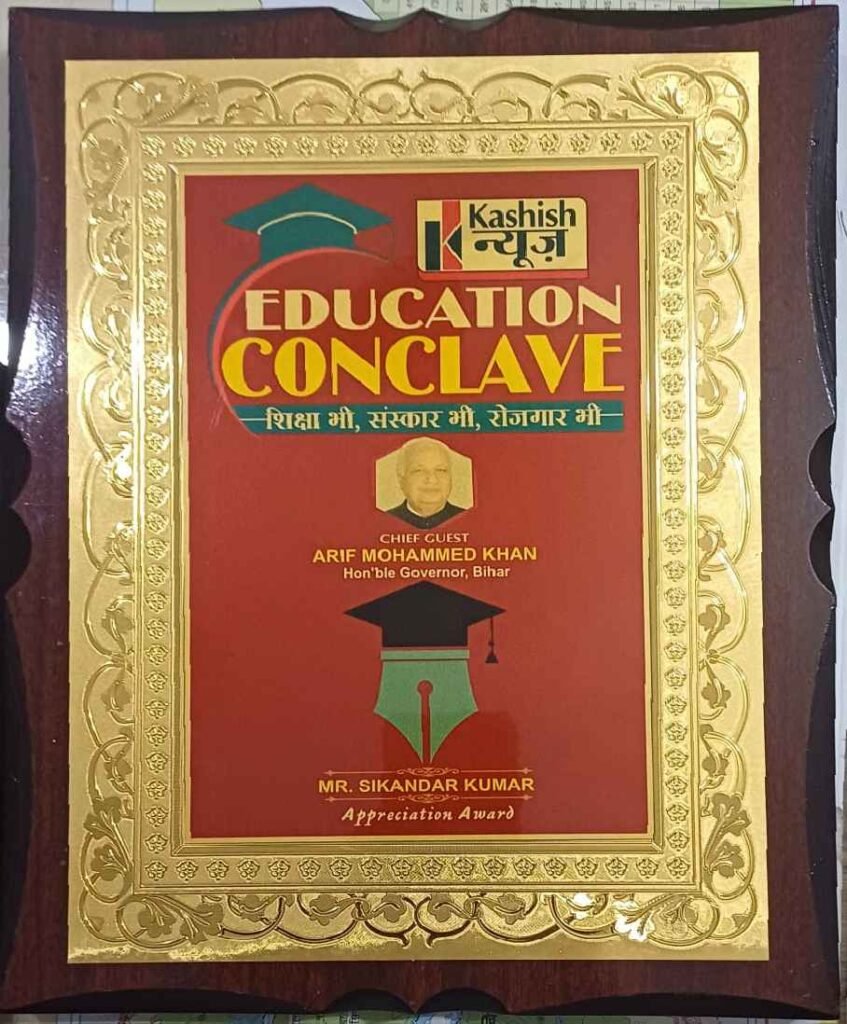 Kashish
न्यूज़
EDUCATION
CONCLAVE
शिक्षा भी, संस्कार भी, रोजगार भी
CHIEF GUEST
ARIF MOHAMMED KHAN
Hon'ble Governor, Bihar
MR. SIKANDAR KUMAR
Appreciation Award